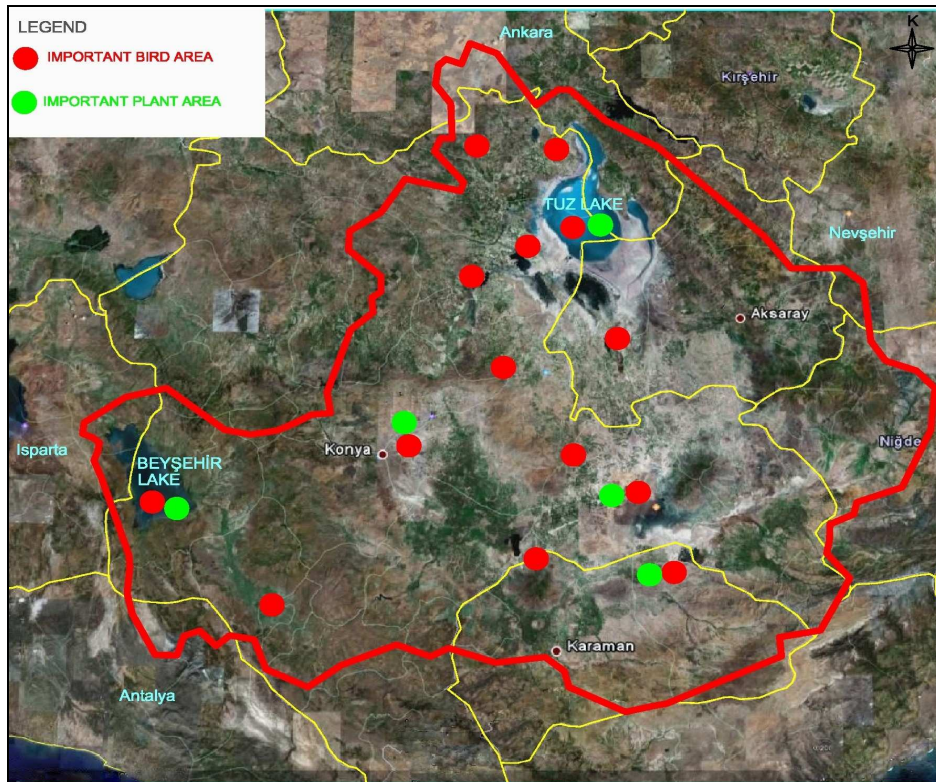 LEGEND
IMPORTANT BIRD AREA
IMPORTANT PLANT AREA
Ankara
K
Kırşehir
TUZ LAKE
Nevşehir
Aksaray
Konya
Isparta
BEYŞEHİR
LAKE
Niğde
Karaman
Antalya